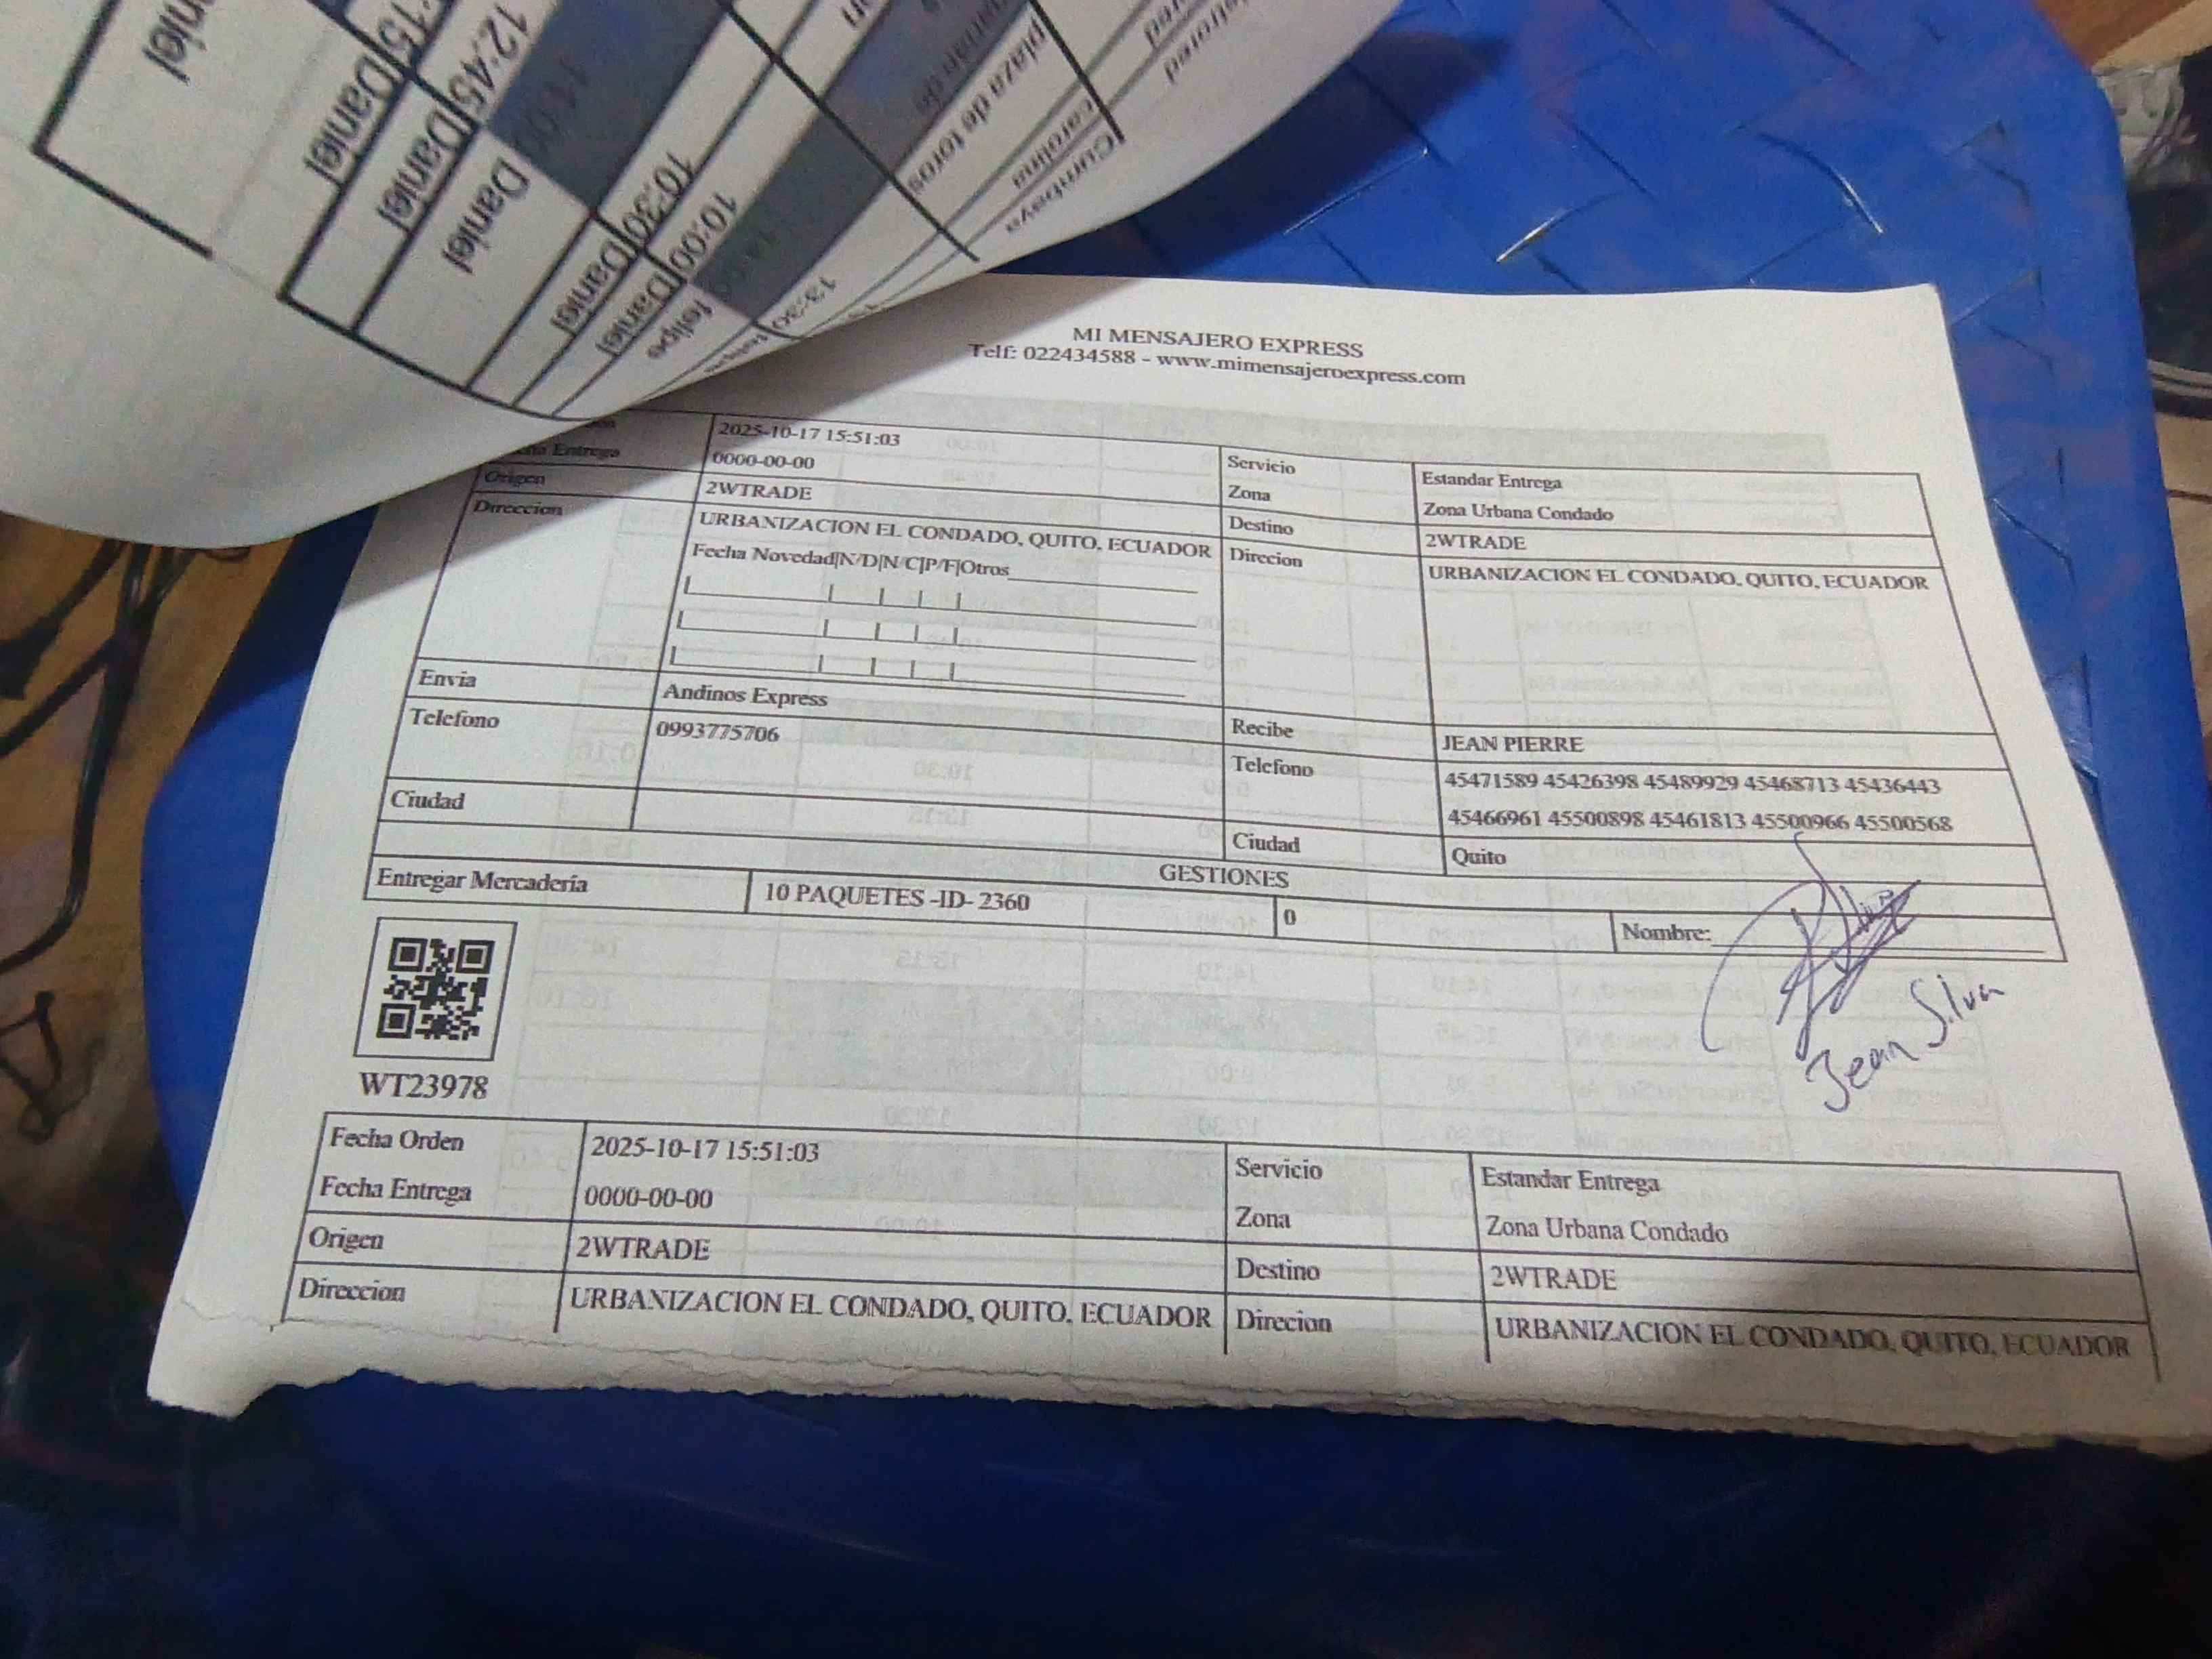 niel
:15 Daniel
12:45 Daniel
Daniel
10:30 Daniel
10:00 Daniel
felipe
13:30
plaza de toros
carolina
Cumbaya
MI MENSAJERO EXPRESS
Telf: 022434588 - www.mimensajeroexpress.com
2025-10-17 15:51:03
Servicio
Estandar Entrega
Entrega
0000-00-00
Zona
Zona Urbana Condado
Origen
2WTRADE
Destino
2WTRADE
Direccion
URBANIZACION EL CONDADO, QUITO, ECUADOR
Direcion
URBANIZACION EL CONDADO, QUITO, ECUADOR
Fecha Novedad|N/D|N/C|P/F|Otros
Envia
Andinos Express
Recibe
JEAN PIERRE
Telefono
0993775706
Telefono
45471589 45426398 45489929 45468713 45436443
45466961 45500898 45461813 45500966 45500568
Ciudad
Ciudad
Quito
GESTIONES
Entregar Mercadería
10 PAQUETES -ID- 2360
0
Nombre:
Jean Silva
WT23978
Fecha Orden
2025-10-17 15:51:03
Servicio
Estandar Entrega
Fecha Entrega
0000-00-00
Zona
Zona Urbana Condado
Origen
2WTRADE
Destino
2WTRADE
Direccion
URBANIZACION EL CONDADO, QUITO, ECUADOR
Direcion
URBANIZACION EL CONDADO, QUITO, ECUADOR